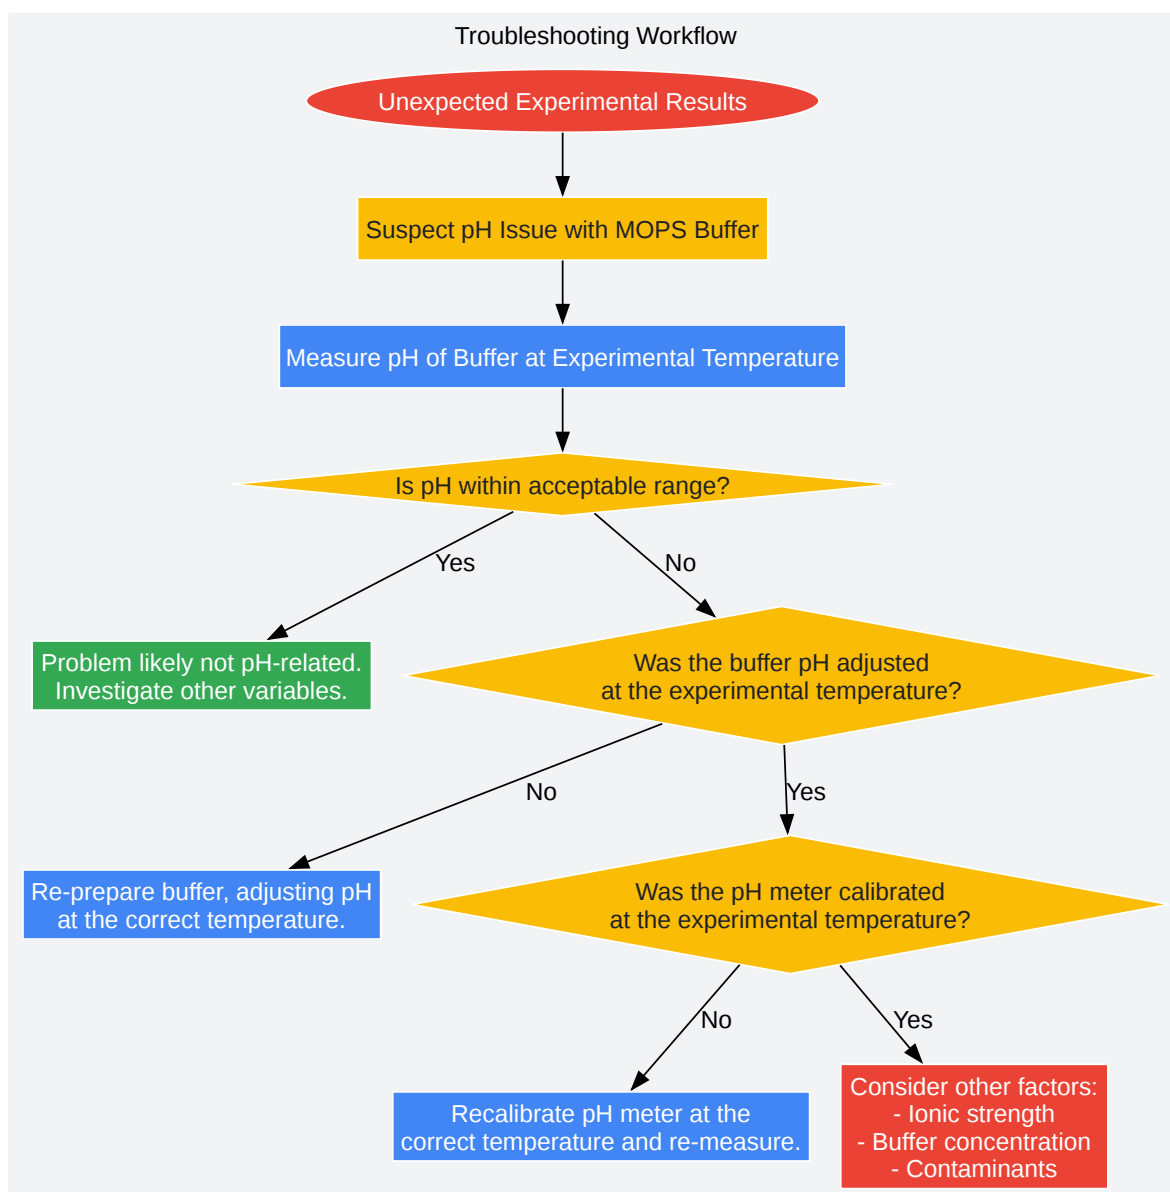 Troubleshooting Workflow
Unexpected Experimental Results
Suspect pH Issue with MOPS Buffer
Measure pH of Buffer at Experimental Temperature
Is pH within acceptable range?
Yes
No
Problem likely not pH-related.
Investigate other variables.
Was the buffer pH adjusted
at the experimental temperature?
No
Yes
Re-prepare buffer, adjusting pH
at the correct temperature.
Was the pH meter calibrated
at the experimental temperature?
No
Yes
Recalibrate pH meter at the
correct temperature and re-measure.
Consider other factors:
- Ionic strength
- Buffer concentration
- Contaminants